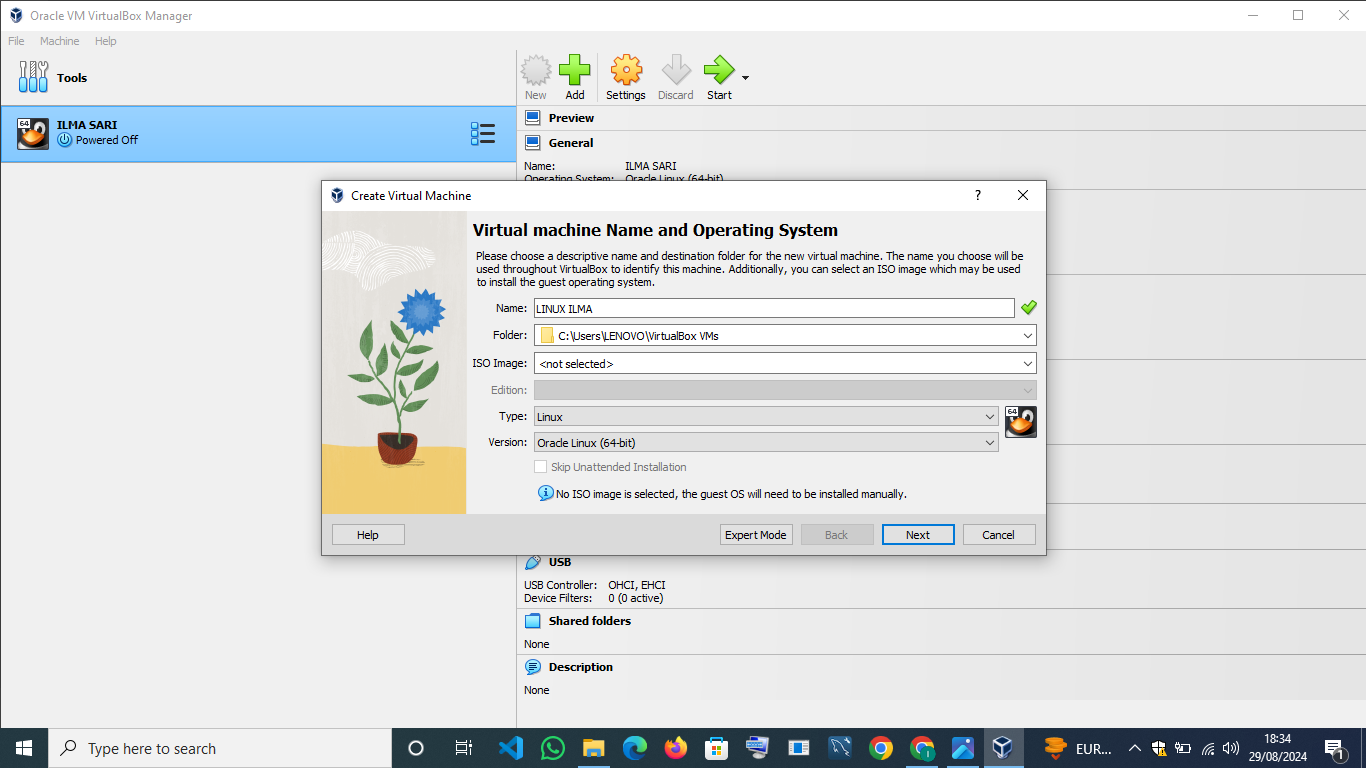 Oracle VM VirtualBox Manager
File Machine Help
Tools
New Add Settings Discard Start
64
ILMA SARI
Powered Off
Preview
General
Name: ILMA SARI
Operating System: Oracle Linux (64-bit)
Create Virtual Machine ?
Virtual machine Name and Operating System
Please choose a descriptive name and destination folder for the new virtual machine. The name you choose will be
used throughout VirtualBox to identify this machine. Additionally, you can select an ISO image which may be used
to install the guest operating system.
Name: LINUX ILMA
Folder: C:\Users\LENOVO\VirtualBox VMs
ISO Image: <not selected>
Edition:
Type: Linux
64
Version: Oracle Linux (64-bit)
Skip Unattended Installation
No ISO image is selected, the guest OS will need to be installed manually.
Help Expert Mode Back Next Cancel
USB
USB Controller: OHCI, EHCI
Device Filters: 0 (0 active)
Shared folders
None
Description
None
Type here to search
EUR...
18:34
29/08/2024
1